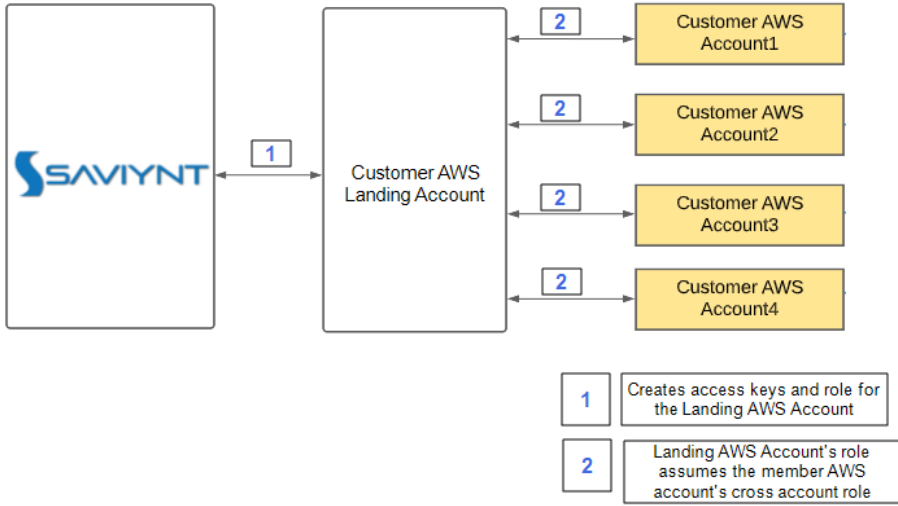 SAVIYNT
1
Customer AWS
Landing Account
2
Customer AWS
Account1
2
Customer AWS
Account2
2
Customer AWS
Account3
2
Customer AWS
Account4
1
Creates access keys and role for
the Landing AWS Account
2
Landing AWS Account's role
assumes the member AWS
account's cross account role